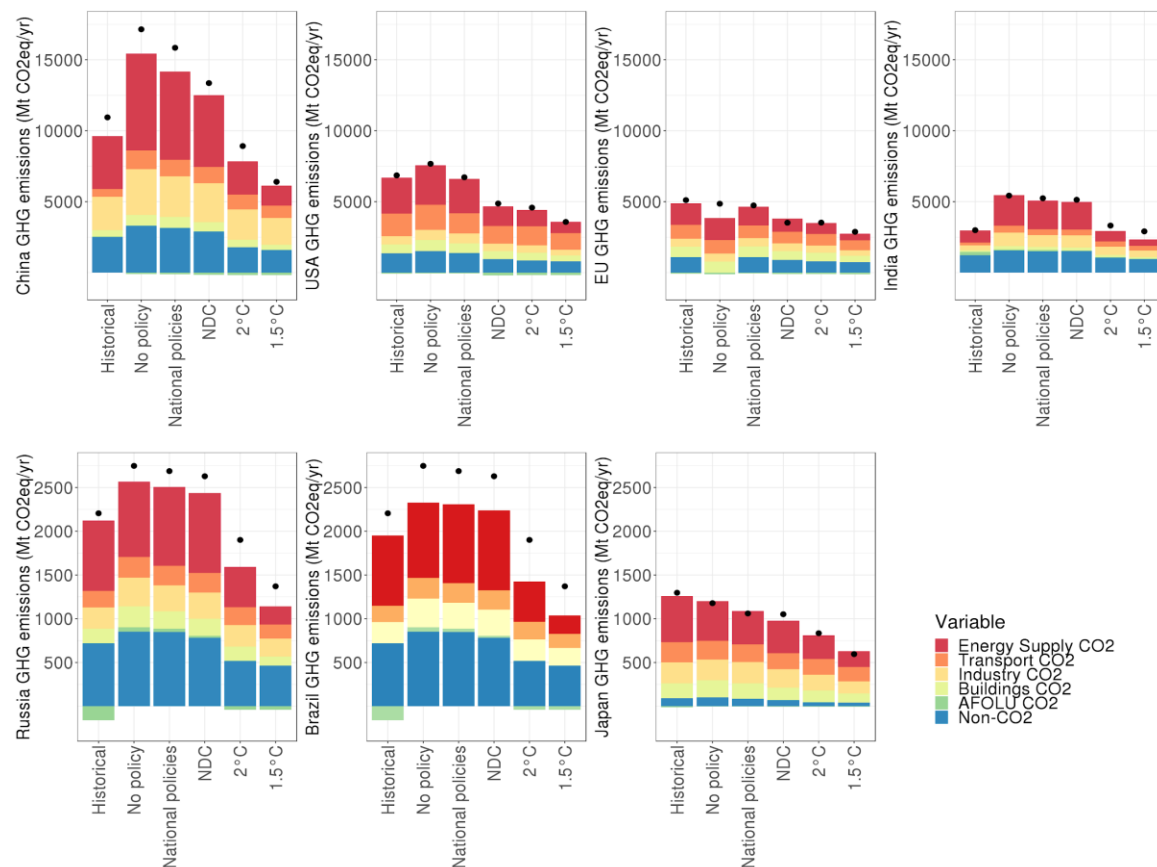 China GHG emissions (Mt CO2eq/yr)
15000
10000
5000
Historical
No policy
National policies
NDC
2°C
1.5°C
USA GHG emissions (Mt CO2eq/yr)
15000
10000
5000
Historical
No policy
National policies
NDC
2°C
1.5°C
EU GHG emissions (Mt CO2eq/yr)
15000
10000
5000
Historical
No policy
National policies
NDC
2°C
1.5°C
India GHG emissions (Mt CO2eq/yr)
15000
10000
5000
Historical
No policy
National policies
NDC
2°C
1.5°C
Russia GHG emissions (Mt CO2eq/yr)
2500
2000
1500
1000
500
Historical
No policy
National policies
NDC
2°C
1.5°C
Brazil GHG emissions (Mt CO2eq/yr)
2500
2000
1500
1000
500
Historical
No policy
National policies
NDC
2°C
1.5°C
Japan GHG emissions (Mt CO2eq/yr)
2500
2000
1500
1000
500
Historical
No policy
National policies
NDC
2°C
1.5°C
Variable
Energy Supply CO2
Transport CO2
Industry CO2
Buildings CO2
AFOLU CO2
Non-CO2